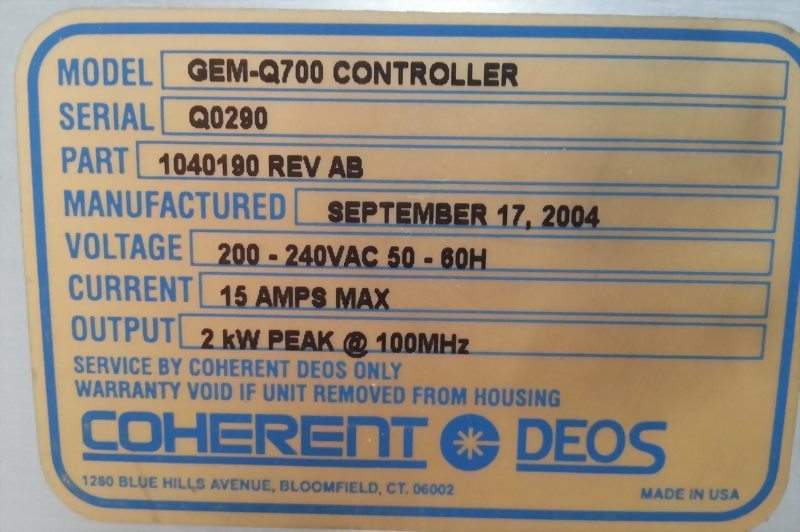 MODEL GEM-Q700 CONTROLLER
SERIAL Q0290
PART 1040190 REV AB
MANUFACTURED SEPTEMBER 17, 2004
VOLTAGE 200 - 240VAC 50 - 60H
CURRENT 15 AMPS MAX
OUTPUT 2 kW PEAK @ 100MHz
SERVICE BY COHERENT DEOS ONLY
WARRANTY VOID IF UNIT REMOVED FROM HOUSING
COHERENT DEOS
1280 BLUE HILLS AVENUE, BLOOMFIELD, CT. 06002
MADE IN USA